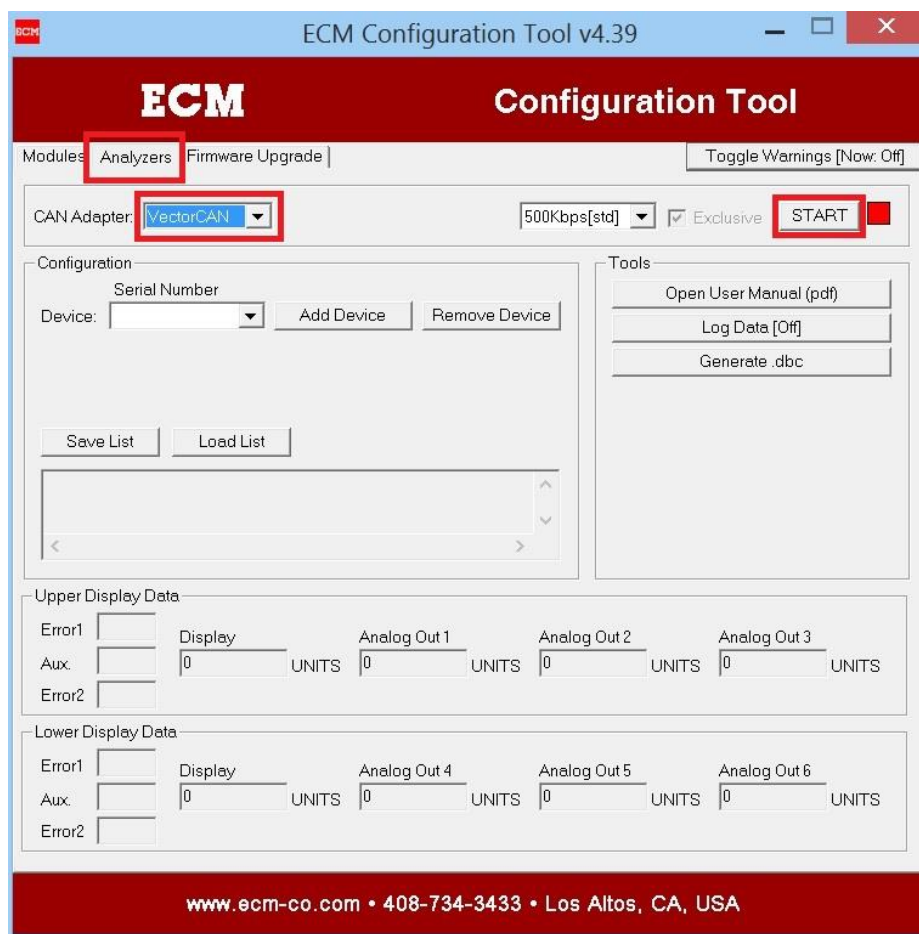 ECM
ECM Configuration Tool v4.39
ECM
Configuration Tool
Modules Analyzers Firmware Upgrade
Toggle Warnings [Now: Off]
CAN Adapter: VectorCAN 500Kbps[std] Exclusive START
Configuration
Tools
Serial Number
Device: Add Device Remove Device
Open User Manual (pdf)
Log Data [Off]
Generate .dbc
Save List Load List
Upper Display Data
Error1
Display Analog Out 1 Analog Out 2 Analog Out 3
Aux. 0 UNITS 0 UNITS 0 UNITS 0 UNITS
Error2
Lower Display Data
Error1
Display Analog Out 4 Analog Out 5 Analog Out 6
Aux. 0 UNITS 0 UNITS 0 UNITS 0 UNITS
Error2
www.ecm-co.com • 408-734-3433 • Los Altos, CA, USA